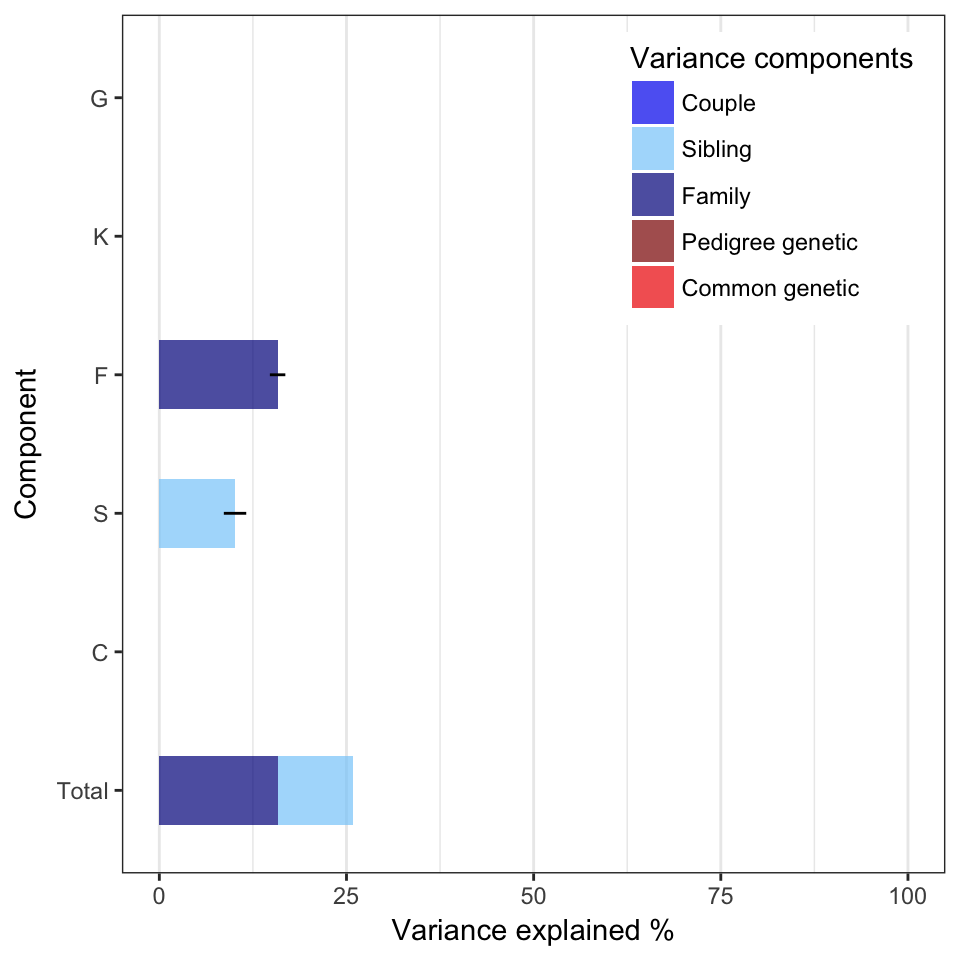 Variance components
Couple
Sibling
Family
Pedigree genetic
Common genetic
G
K
F
S
C
Total
Component
0 25 50 75 100
Variance explained %